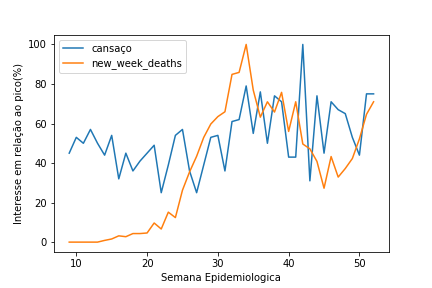 cansaço
new_week_deaths
Interesse em relação ao pico(%)
100
80
60
40
20
0
10
20
30
40
50
Semana Epidemiologica